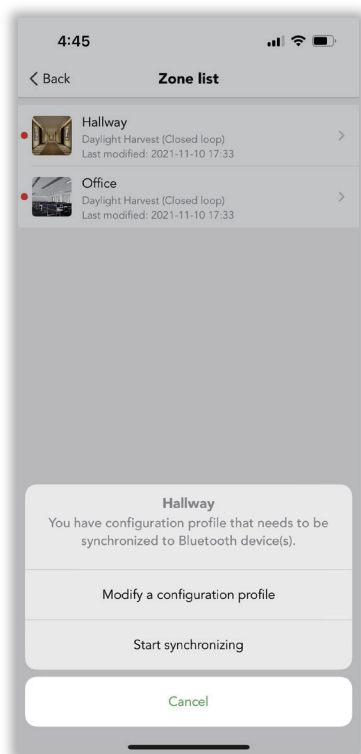 4:45
Back
Zone list
Hallway
Daylight Harvest (Closed loop)
Last modified: 2021-11-10 17:33
Office
Daylight Harvest (Closed loop)
Last modified: 2021-11-10 17:33
Hallway
You have configuration profile that needs to be
synchronized to Bluetooth device(s).
Modify a configuration profile
Start synchronizing
Cancel